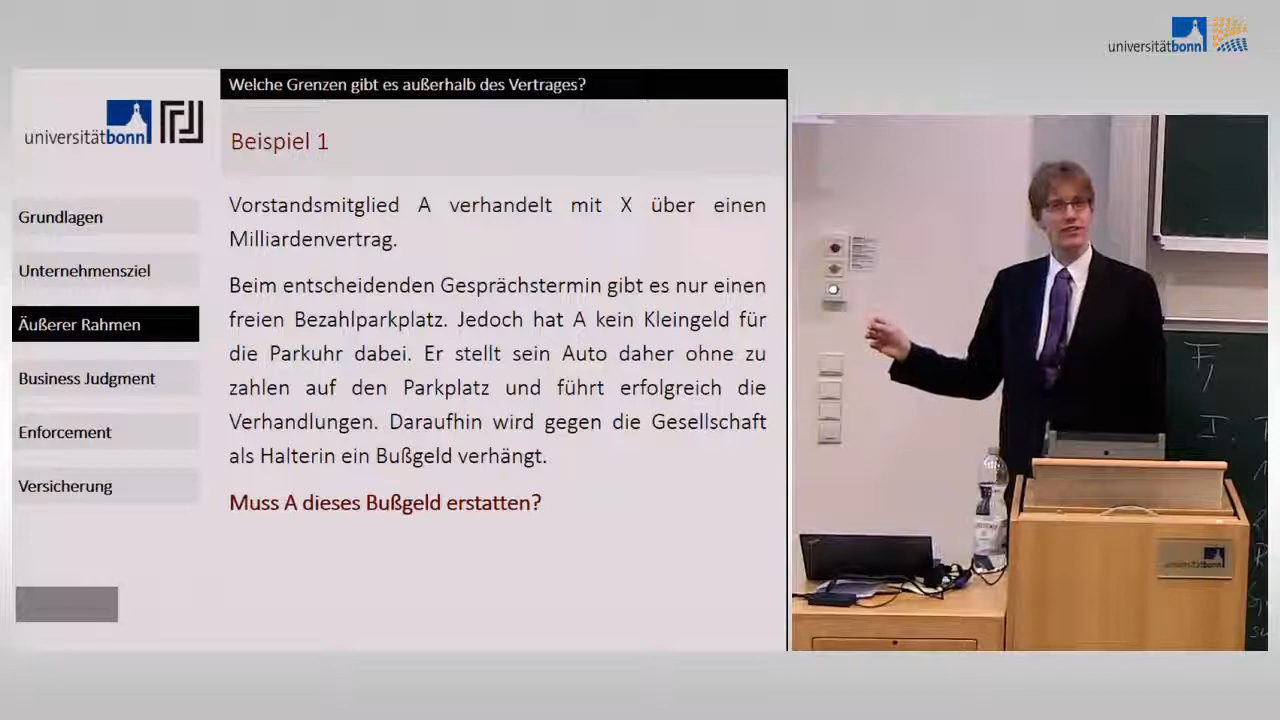 universitätbonn
Welche Grenzen gibt es außerhalb des Vertrages?
universitätbonn
Beispiel 1
Grundlagen
Unternehmensziel
Äußerer Rahmen
Business Judgment
Enforcement
Versicherung
Vorstandsmitglied A verhandelt mit X über einen
Milliardenvertrag.
Beim entscheidenden Gesprächstermin gibt es nur einen
freien Bezahlparkplatz. Jedoch hat A kein Kleingeld für
die Parkuhr dabei. Er stellt sein Auto daher ohne zu
zahlen auf den Parkplatz und führt erfolgreich die
Verhandlungen. Daraufhin wird gegen die Gesellschaft
als Halterin ein Bußgeld verhängt.
Muss A dieses Bußgeld erstatten?
universitätbonn